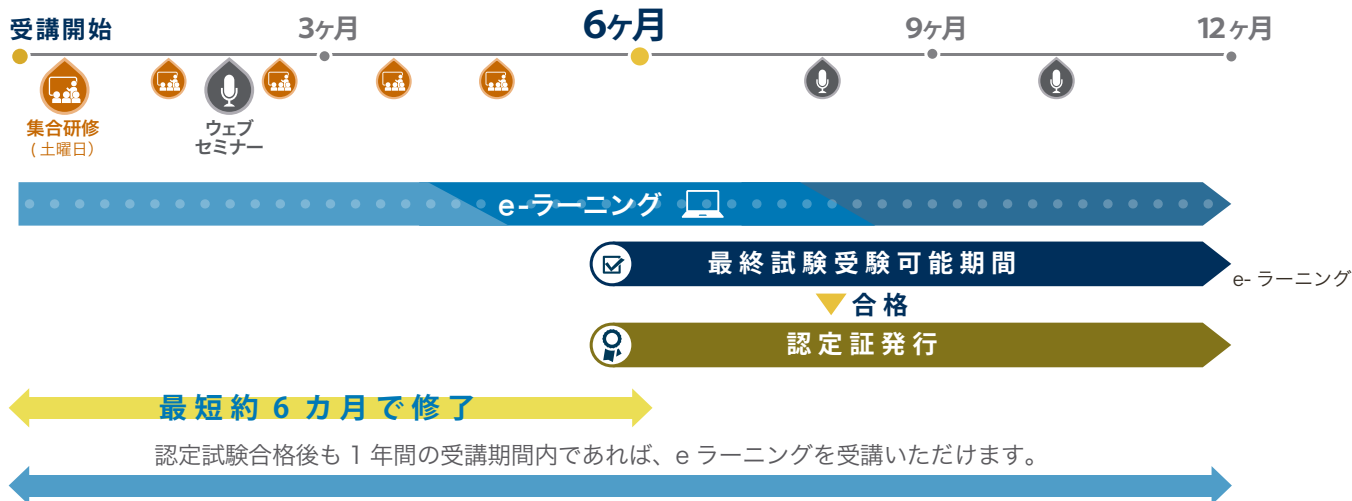 受講開始
3ヶ月
6ヶ月
9ヶ月
12ヶ月
集合研修
(土曜日）
ウェブ
セミナー
e-ラーニング
最終試験受験可能期間
e- ラーニング
合格
認定証発行
最短約 6 カ月で修了
認定試験合格後も 1 年間の受講期間内であれば、e ラーニングを受講いただけます。